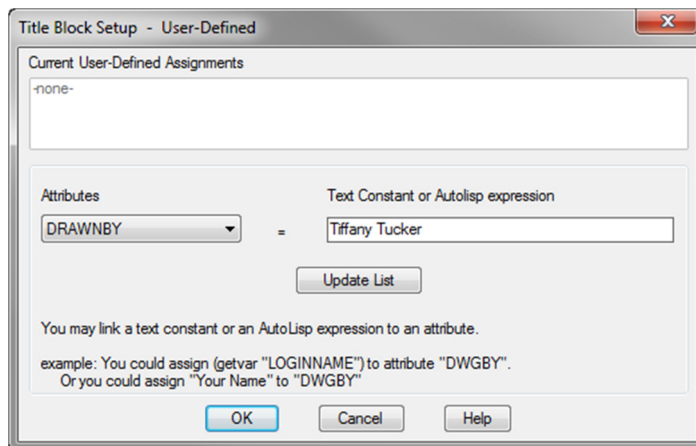 Title Block Setup - User-Defined
Current User-Defined Assignments
-none-
Attributes
Text Constant or Autolisp expression
DRAWNBY
=
Tiffany Tucker
Update List
You may link a text constant or an AutoLisp expression to an attribute.
example: You could assign (getvar "LOGINNAME") to attribute "DWGBY".
Or you could assign "Your Name" to "DWGBY"
OK
Cancel
Help